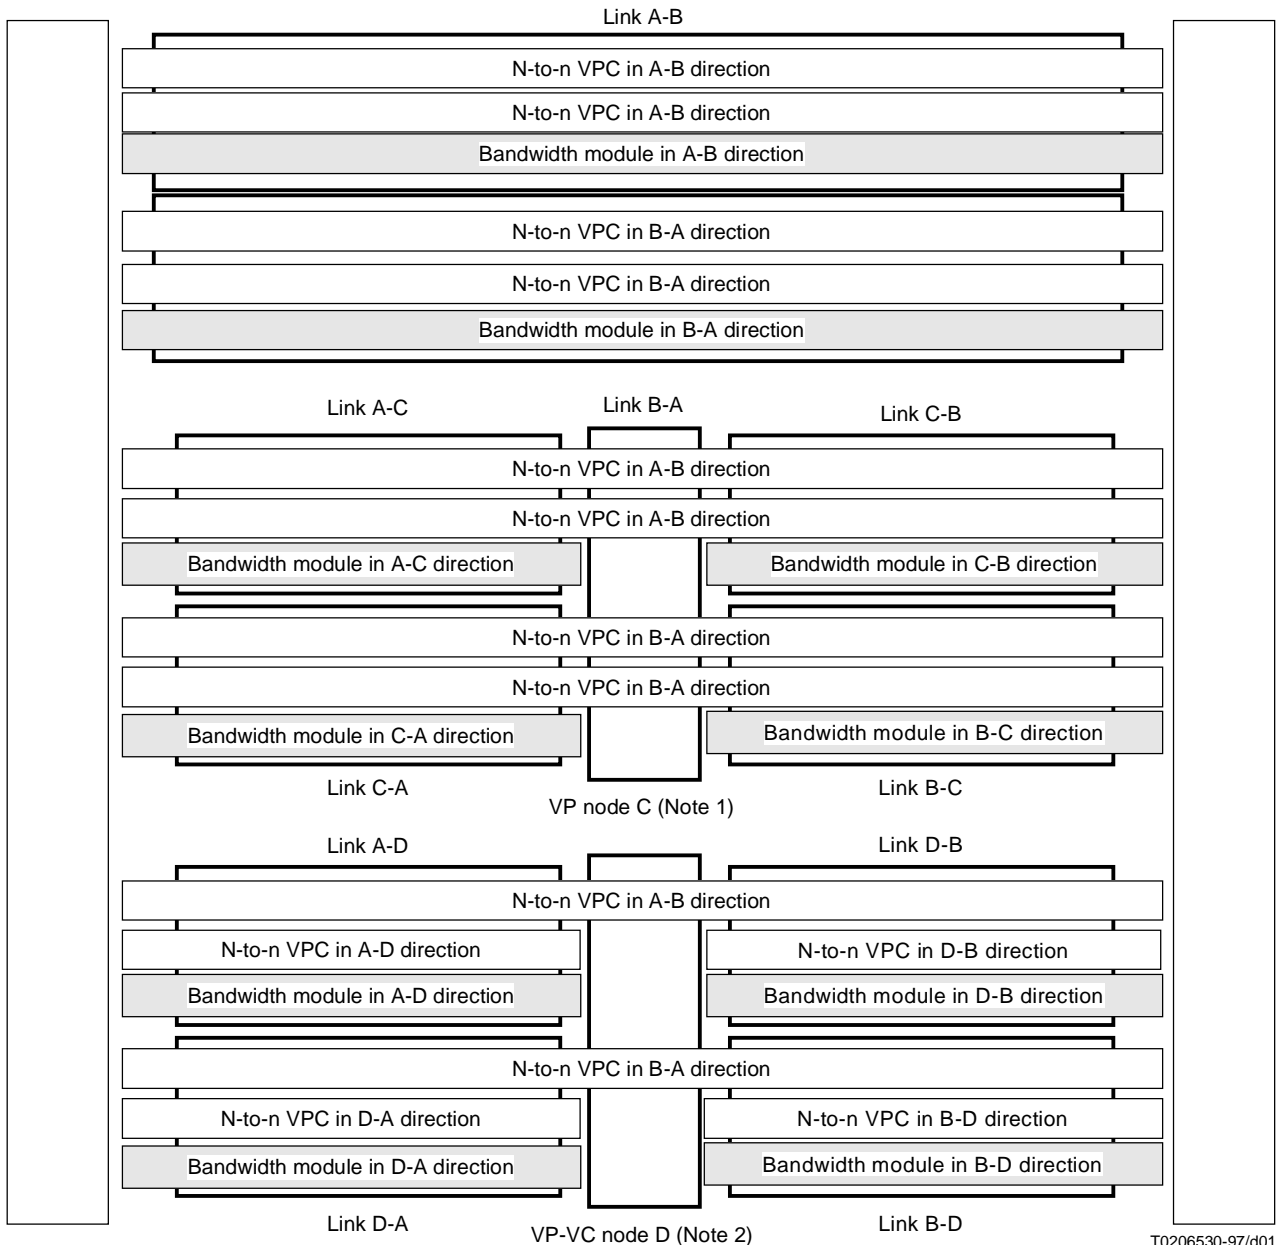 Link A-B
N-to-n VPC in A-B direction
N-to-n VPC in A-B direction
Bandwidth module in A-B direction
N-to-n VPC in B-A direction
N-to-n VPC in B-A direction
Bandwidth module in B-A direction
Link A-C
Link B-A
Link C-B
N-to-n VPC in A-B direction
N-to-n VPC in A-B direction
Bandwidth module in A-C direction
Bandwidth module in C-B direction
N-to-n VPC in B-A direction
N-to-n VPC in B-A direction
Bandwidth module in C-A direction
Bandwidth module in B-C direction
Link C-A
Link B-C
VP node C (Note 1)
Link A-D
Link D-B
N-to-n VPC in A-B direction
N-to-n VPC in A-D direction
N-to-n VPC in D-B direction
Bandwidth module in A-D direction
Bandwidth module in D-B direction
N-to-n VPC in B-A direction
N-to-n VPC in D-A direction
N-to-n VPC in B-D direction
Bandwidth module in D-A direction
Bandwidth module in B-D direction
Link D-A
Link B-D
VP-VC node D (Note 2)
T0206530-97/d01